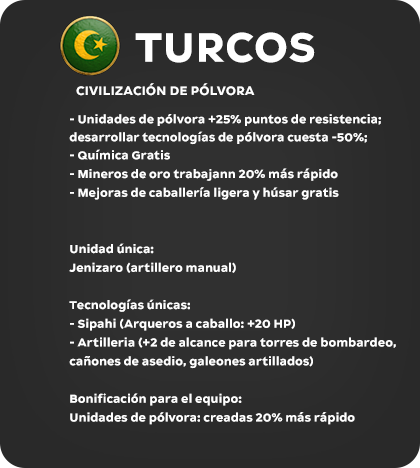 TURCOS
CIVILIZACIÓN DE PÓLVORA
- Unidades de pólvora +25% puntos de resistencia;
desarrollar tecnologías de pólvora cuesta -50%;
- Química Gratis
- Mineros de oro trabajann 20% más rápido
- Mejoras de caballería ligera y húsar gratis
Unidad única:
Jenizaro (artillero manual)
Tecnologías únicas:
- Sipahi (Arqueros a caballo: +20 HP)
- Artilleria (+2 de alcance para torres de bombardeo,
cañones de asedio, galeones artillados)
Bonificación para el equipo:
Unidades de pólvora: creadas 20% más rápido